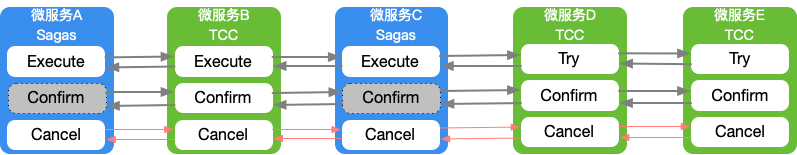 微服务A 微服务B 微服务C 微服务D 微服务E
Sagas TCC Sagas TCC TCC
Execute Execute Execute Try Try
Confirm Confirm Confirm Confirm Confirm
Cancel Cancel Cancel Cancel Cancel